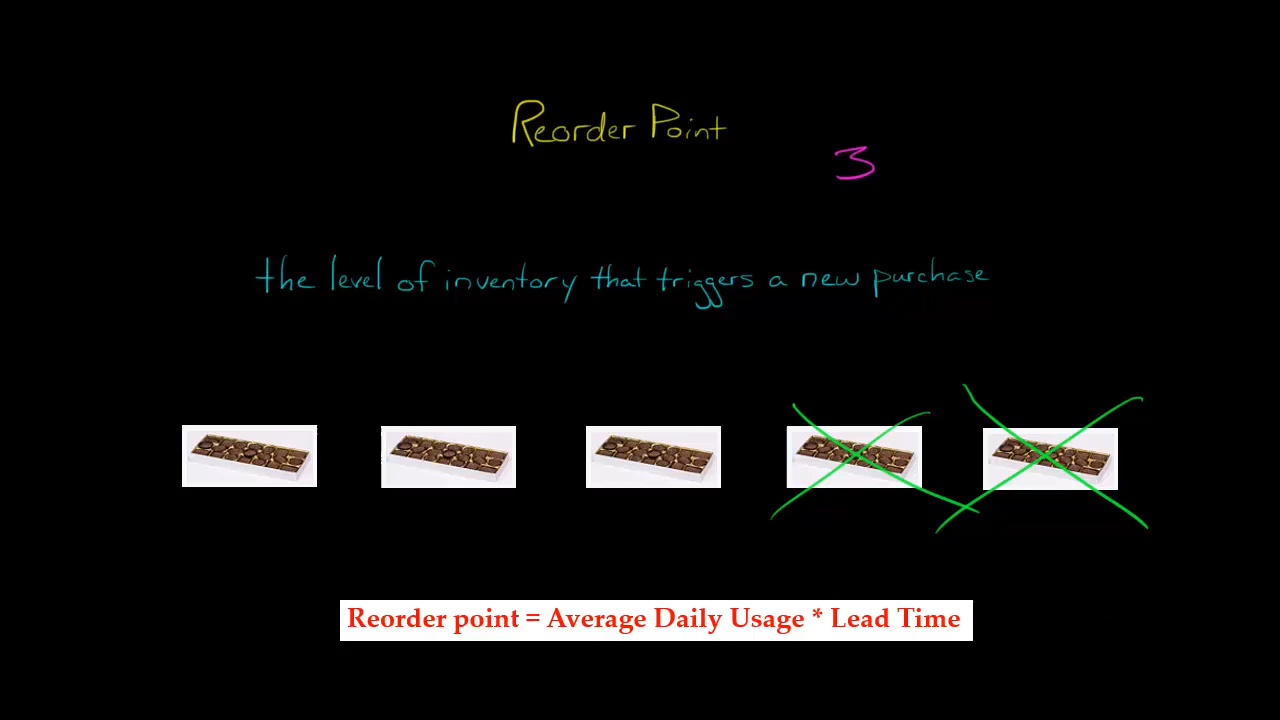 Reorder Point
3
the level of inventory that triggers a new purchase
Reorder point = Average Daily Usage * Lead Time